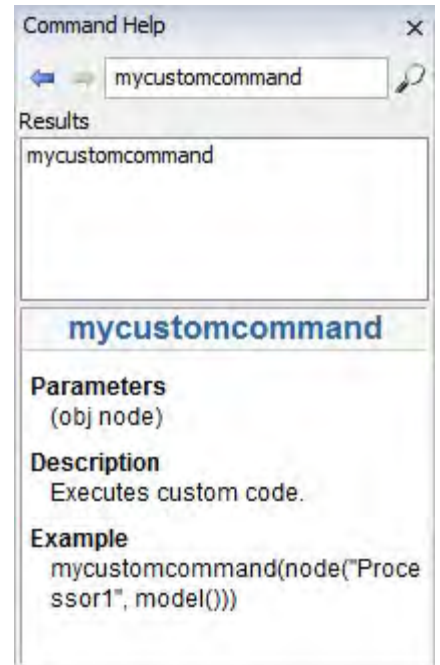 Command Help
mycustomcommand
Results
mycustomcommand
mycustomcommand
Parameters
(obj node)
Description
Executes custom code.
Example
mycustomcommand(node("Proce
ssor1", model()))